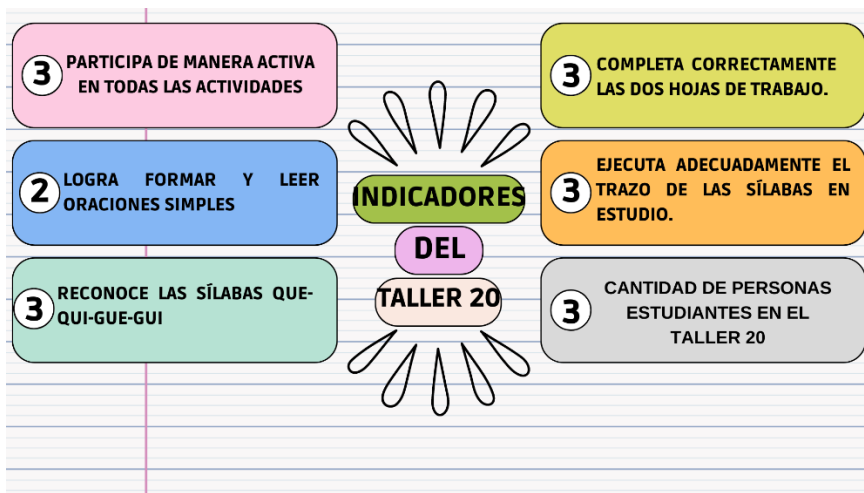 3 PARTICIPA DE MANERA ACTIVA
EN TODAS LAS ACTIVIDADES
2 LOGRA FORMAR Y LEER
ORACIONES SIMPLES
3 RECONOCE LAS SÍLABAS QUE-
QUI-GUE-GUI
INDICADORES
DEL
TALLER 20
3 COMPLETA CORRECTAMENTE
LAS DOS HOJAS DE TRABAJO.
3 EJECUTA ADECUADAMENTE EL
TRAZO DE LAS SÍLABAS EN
ESTUDIO.
3 CANTIDAD DE PERSONAS
ESTUDIANTES EN EL
TALLER 20